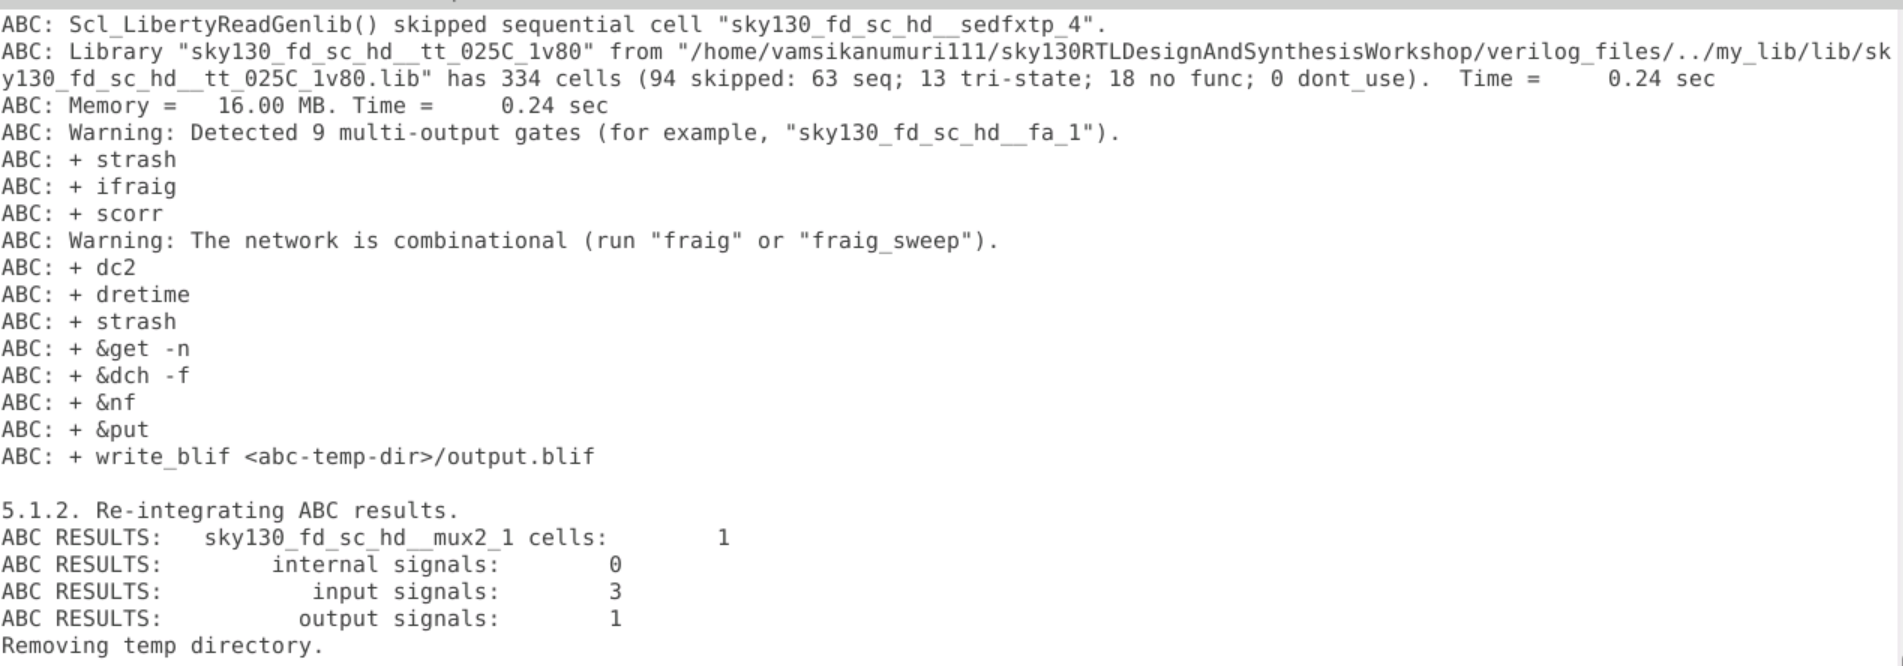 ABC: Scl_LibertyReadGenlib() skipped sequential cell "sky130_fd_sc_hd__sedfxtp_4".
ABC: Library "sky130_fd_sc_hd__tt_025C_1v80" from "/home/vamsikanumuri111/sky130RTLDesignAndSynthesisWorkshop/verilog_files/../my_lib/lib/sk
y130_fd_sc_hd__tt_025C_1v80.lib" has 334 cells (94 skipped: 63 seq; 13 tri-state; 18 no func; 0 dont_use).  Time =     0.24 sec
ABC: Memory =   16.00 MB. Time =     0.24 sec
ABC: Warning: Detected 9 multi-output gates (for example, "sky130_fd_sc_hd__fa_1").
ABC: + strash
ABC: + ifraig
ABC: + scorr
ABC: Warning: The network is combinational (run "fraig" or "fraig_sweep").
ABC: + dc2
ABC: + dretime
ABC: + strash
ABC: + &get -n
ABC: + &dch -f
ABC: + &nf
ABC: + &put
ABC: + write_blif <abc-temp-dir>/output.blif
5.1.2. Re-integrating ABC results.
ABC RESULTS:   sky130_fd_sc_hd__mux2_1 cells:        1
ABC RESULTS:        internal signals:        0
ABC RESULTS:           input signals:        3
ABC RESULTS:          output signals:        1
Removing temp directory.